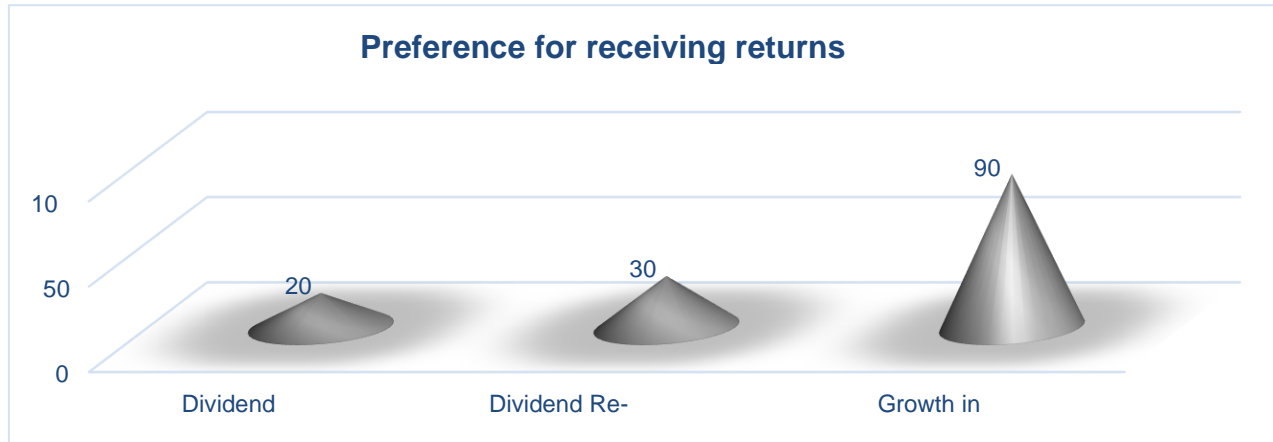 Preference for receiving returns
90
10
30
20
50
0
Dividend
Dividend Re-
Growth in